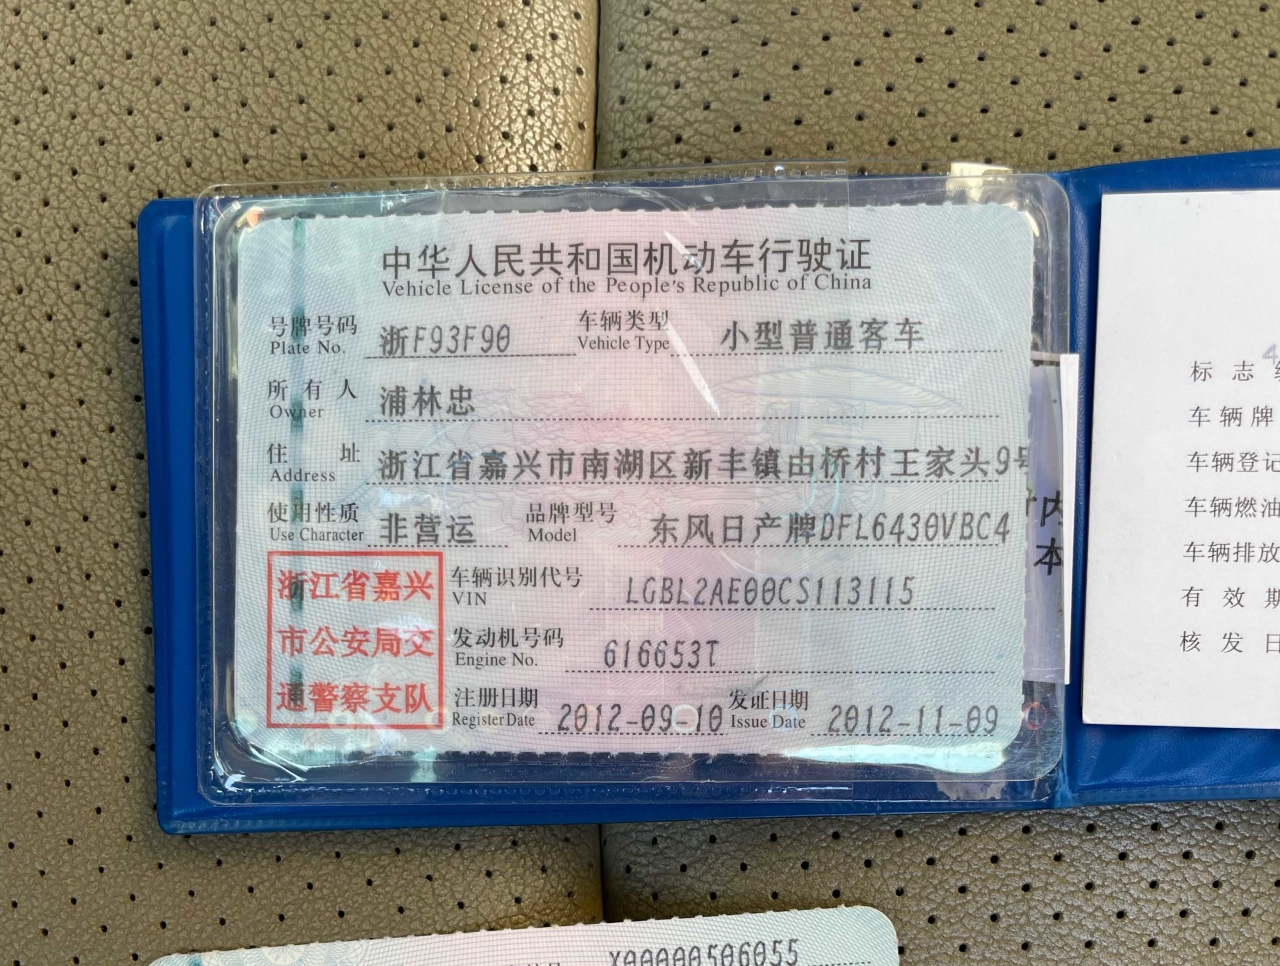 中华人民共和国机动车行驶证
Vehicle License of the People's Republic of China
号牌号码 浙F93F90 车辆类型 小型普通客车
Plate No. Vehicle Type
所有人 浦林忠
Owner
住址 浙江省嘉兴市南湖区新丰镇由桥村王家头9号
Address
使用性质 非营运 品牌型号 东风日产牌DFL6430VBC4
Use Character Model
浙江省嘉兴
市公安局交
通警察支队
车辆识别代号 LGBL2AE00CS113115
VIN
发动机号码 616653T
Engine No.
注册日期 2012-09-10 发证日期 2012-11-09
Register Date Issue Date
内
本
标志
车辆牌
车辆登记
车辆燃油
车辆排放
有效期
核发日
X00000506055